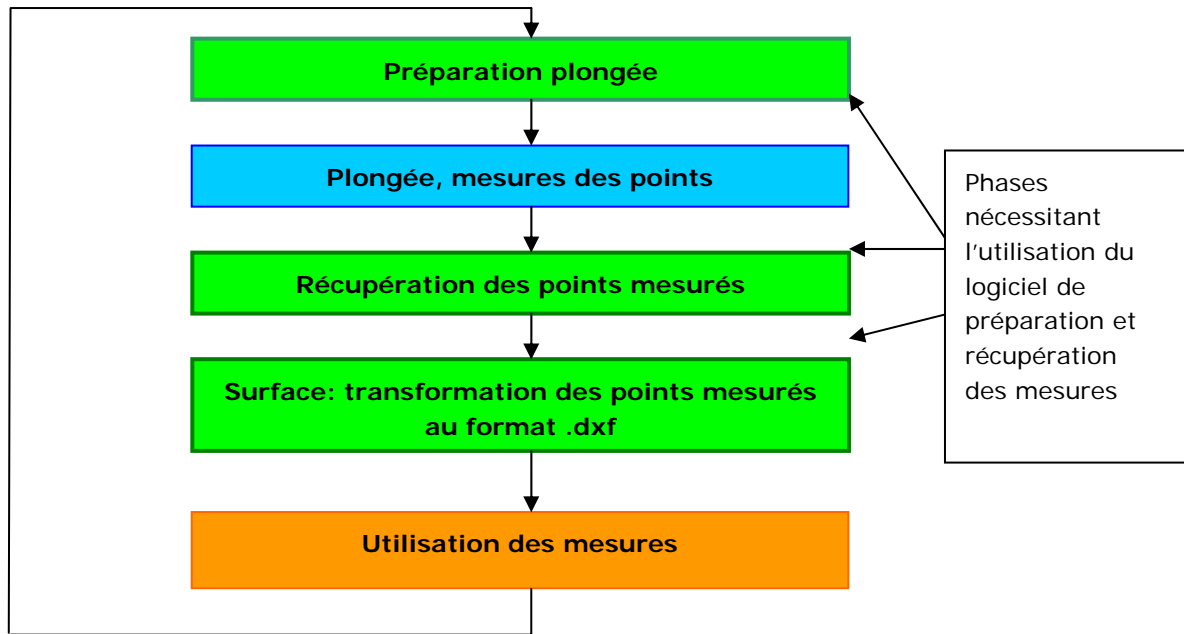 Préparation plongée
Plongée, mesures des points
Récupération des points mesurés
Surface: transformation des points mesurés
au format .dxf
Utilisation des mesures
Phases
nécessitant
l'utilisation du
logiciel de
préparation et
récupération
des mesures